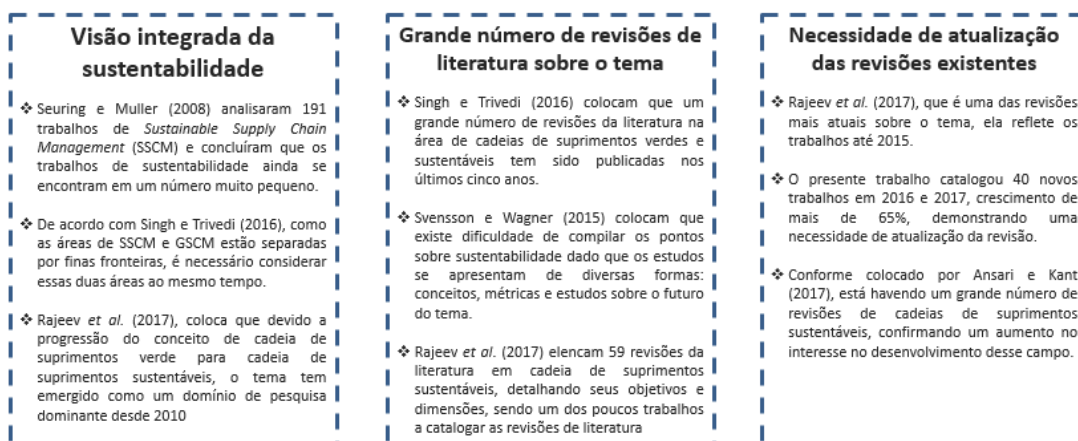 Visão integrada da
sustentabilidade
❖ Seuring e Muller (2008) analisaram 191
trabalhos de Sustainable Supply Chain
Management (SSCM) e concluíram que os
trabalhos de sustentabilidade ainda se
encontram em um número muito pequeno.
❖ De acordo com Singh e Trivedi (2016), como
as áreas de SSCM e GSCM estão separadas
por finas fronteiras, é necessário considerar
essas duas áreas ao mesmo tempo.
❖ Rajeev et al. (2017), coloca que devido a
progressão do conceito de cadeia de
suprimentos verde para cadeia de
suprimentos sustentáveis, o tema tem
emergido como um domínio de pesquisa
dominante desde 2010
Grande número de revisões de
literatura sobre o tema
❖ Singh e Trivedi (2016) colocam que um
grande número de revisões da literatura na
área de cadeias de suprimentos verdes e
sustentáveis tem sido publicadas nos
últimos cinco anos.
❖ Svensson e Wagner (2015) colocam que
existe dificuldade de compilar os pontos
sobre sustentabilidade dado que os estudos
se apresentam de diversas formas:
conceitos, métricas e estudos sobre o futuro
do tema.
❖ Rajeev et al. (2017) elencam 59 revisões da
literatura em cadeia de suprimentos
sustentáveis, detalhando seus objetivos e
dimensões, sendo um dos poucos trabalhos
a catalogar as revisões de literatura
Necessidade de atualização
das revisões existentes
❖ Rajeev et al. (2017), que é uma das revisões
mais atuais sobre o tema, ela reflete os
trabalhos até 2015.
❖ O presente trabalho catalogou 40 novos
trabalhos em 2016 e 2017, crescimento de
mais de 65%, demonstrando uma
necessidade de atualização da revisão.
❖ Conforme colocado por Ansari e Kant
(2017), está havendo um grande número de
revisões de cadeias de suprimentos
sustentáveis, confirmando um aumento no
interesse no desenvolvimento desse campo.